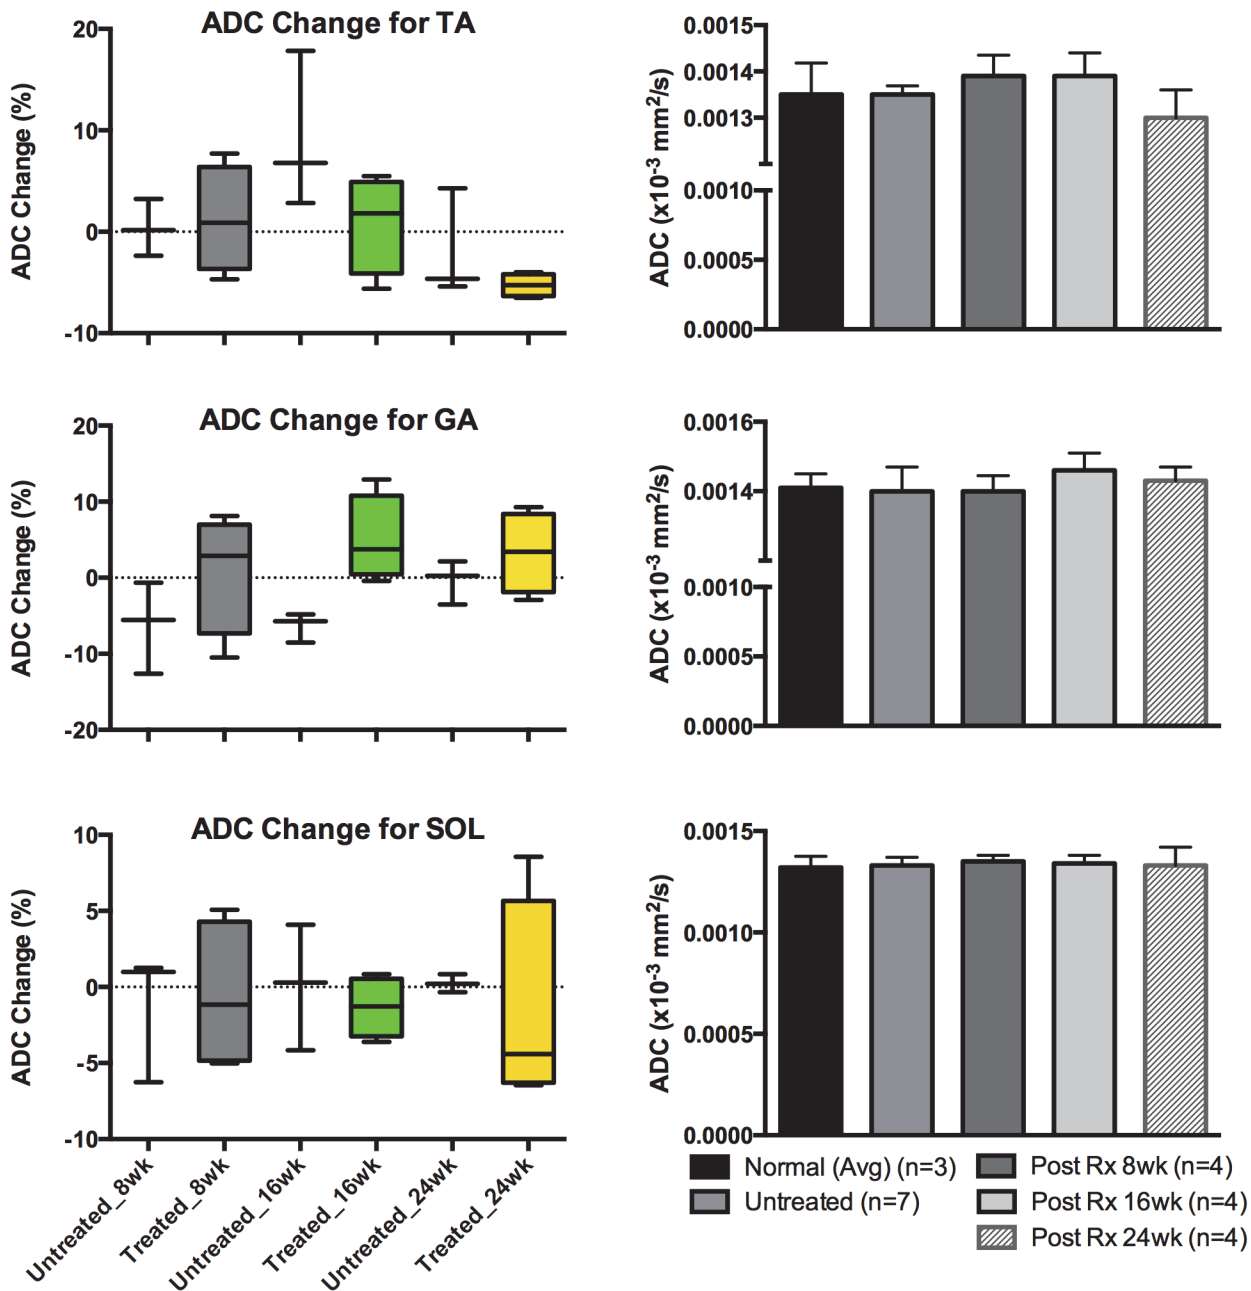 ADC Change for TA
ADC Change (%)
20
10
0
-10
ADC (x10-3 mm2/s)
0.0015
0.0014
0.0013
0.0010
0.0005
0.0000
ADC Change for GA
ADC Change (%)
20
10
0
-10
-20
ADC (x10-3 mm2/s)
0.0016
0.0014
0.0010
0.0005
0.0000
ADC Change for SOL
ADC Change (%)
10
5
0
-5
-10
Untreated_8wk
Treated_8wk
Untreated_16wk
Treated_16wk
Untreated_24wk
Treated_24wk
ADC (x10-3 mm2/s)
0.0015
0.0010
0.0005
0.0000
Normal (Avg) (n=3)
Untreated (n=7)
Post Rx 8wk (n=4)
Post Rx 16wk (n=4)
Post Rx 24wk (n=4)